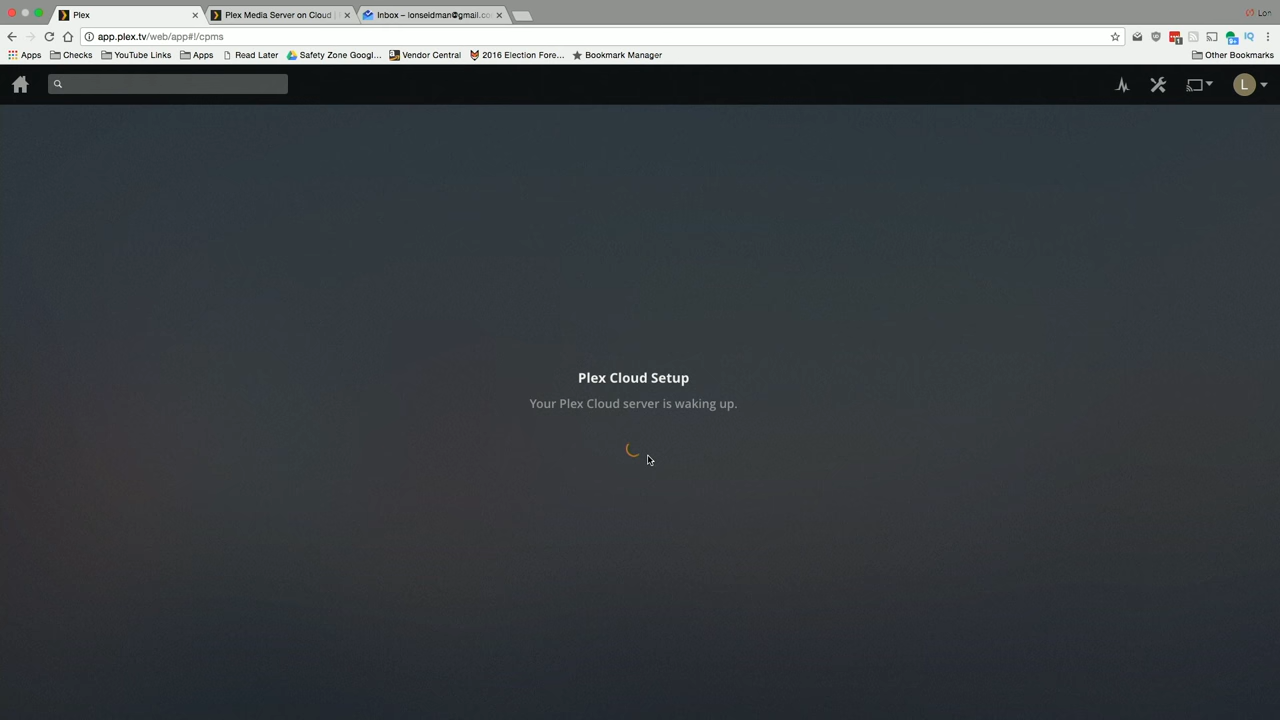 Plex
Plex Media Server on Cloud |
Inbox – lonseidman@gmail.co
Lon
app.plex.tv/web/app#!/cpms
Apps
Checks
YouTube Links
Apps
Read Later
Safety Zone Googl...
Vendor Central
2016 Election Fore...
Bookmark Manager
Other Bookmarks
L
Plex Cloud Setup
Your Plex Cloud server is waking up.